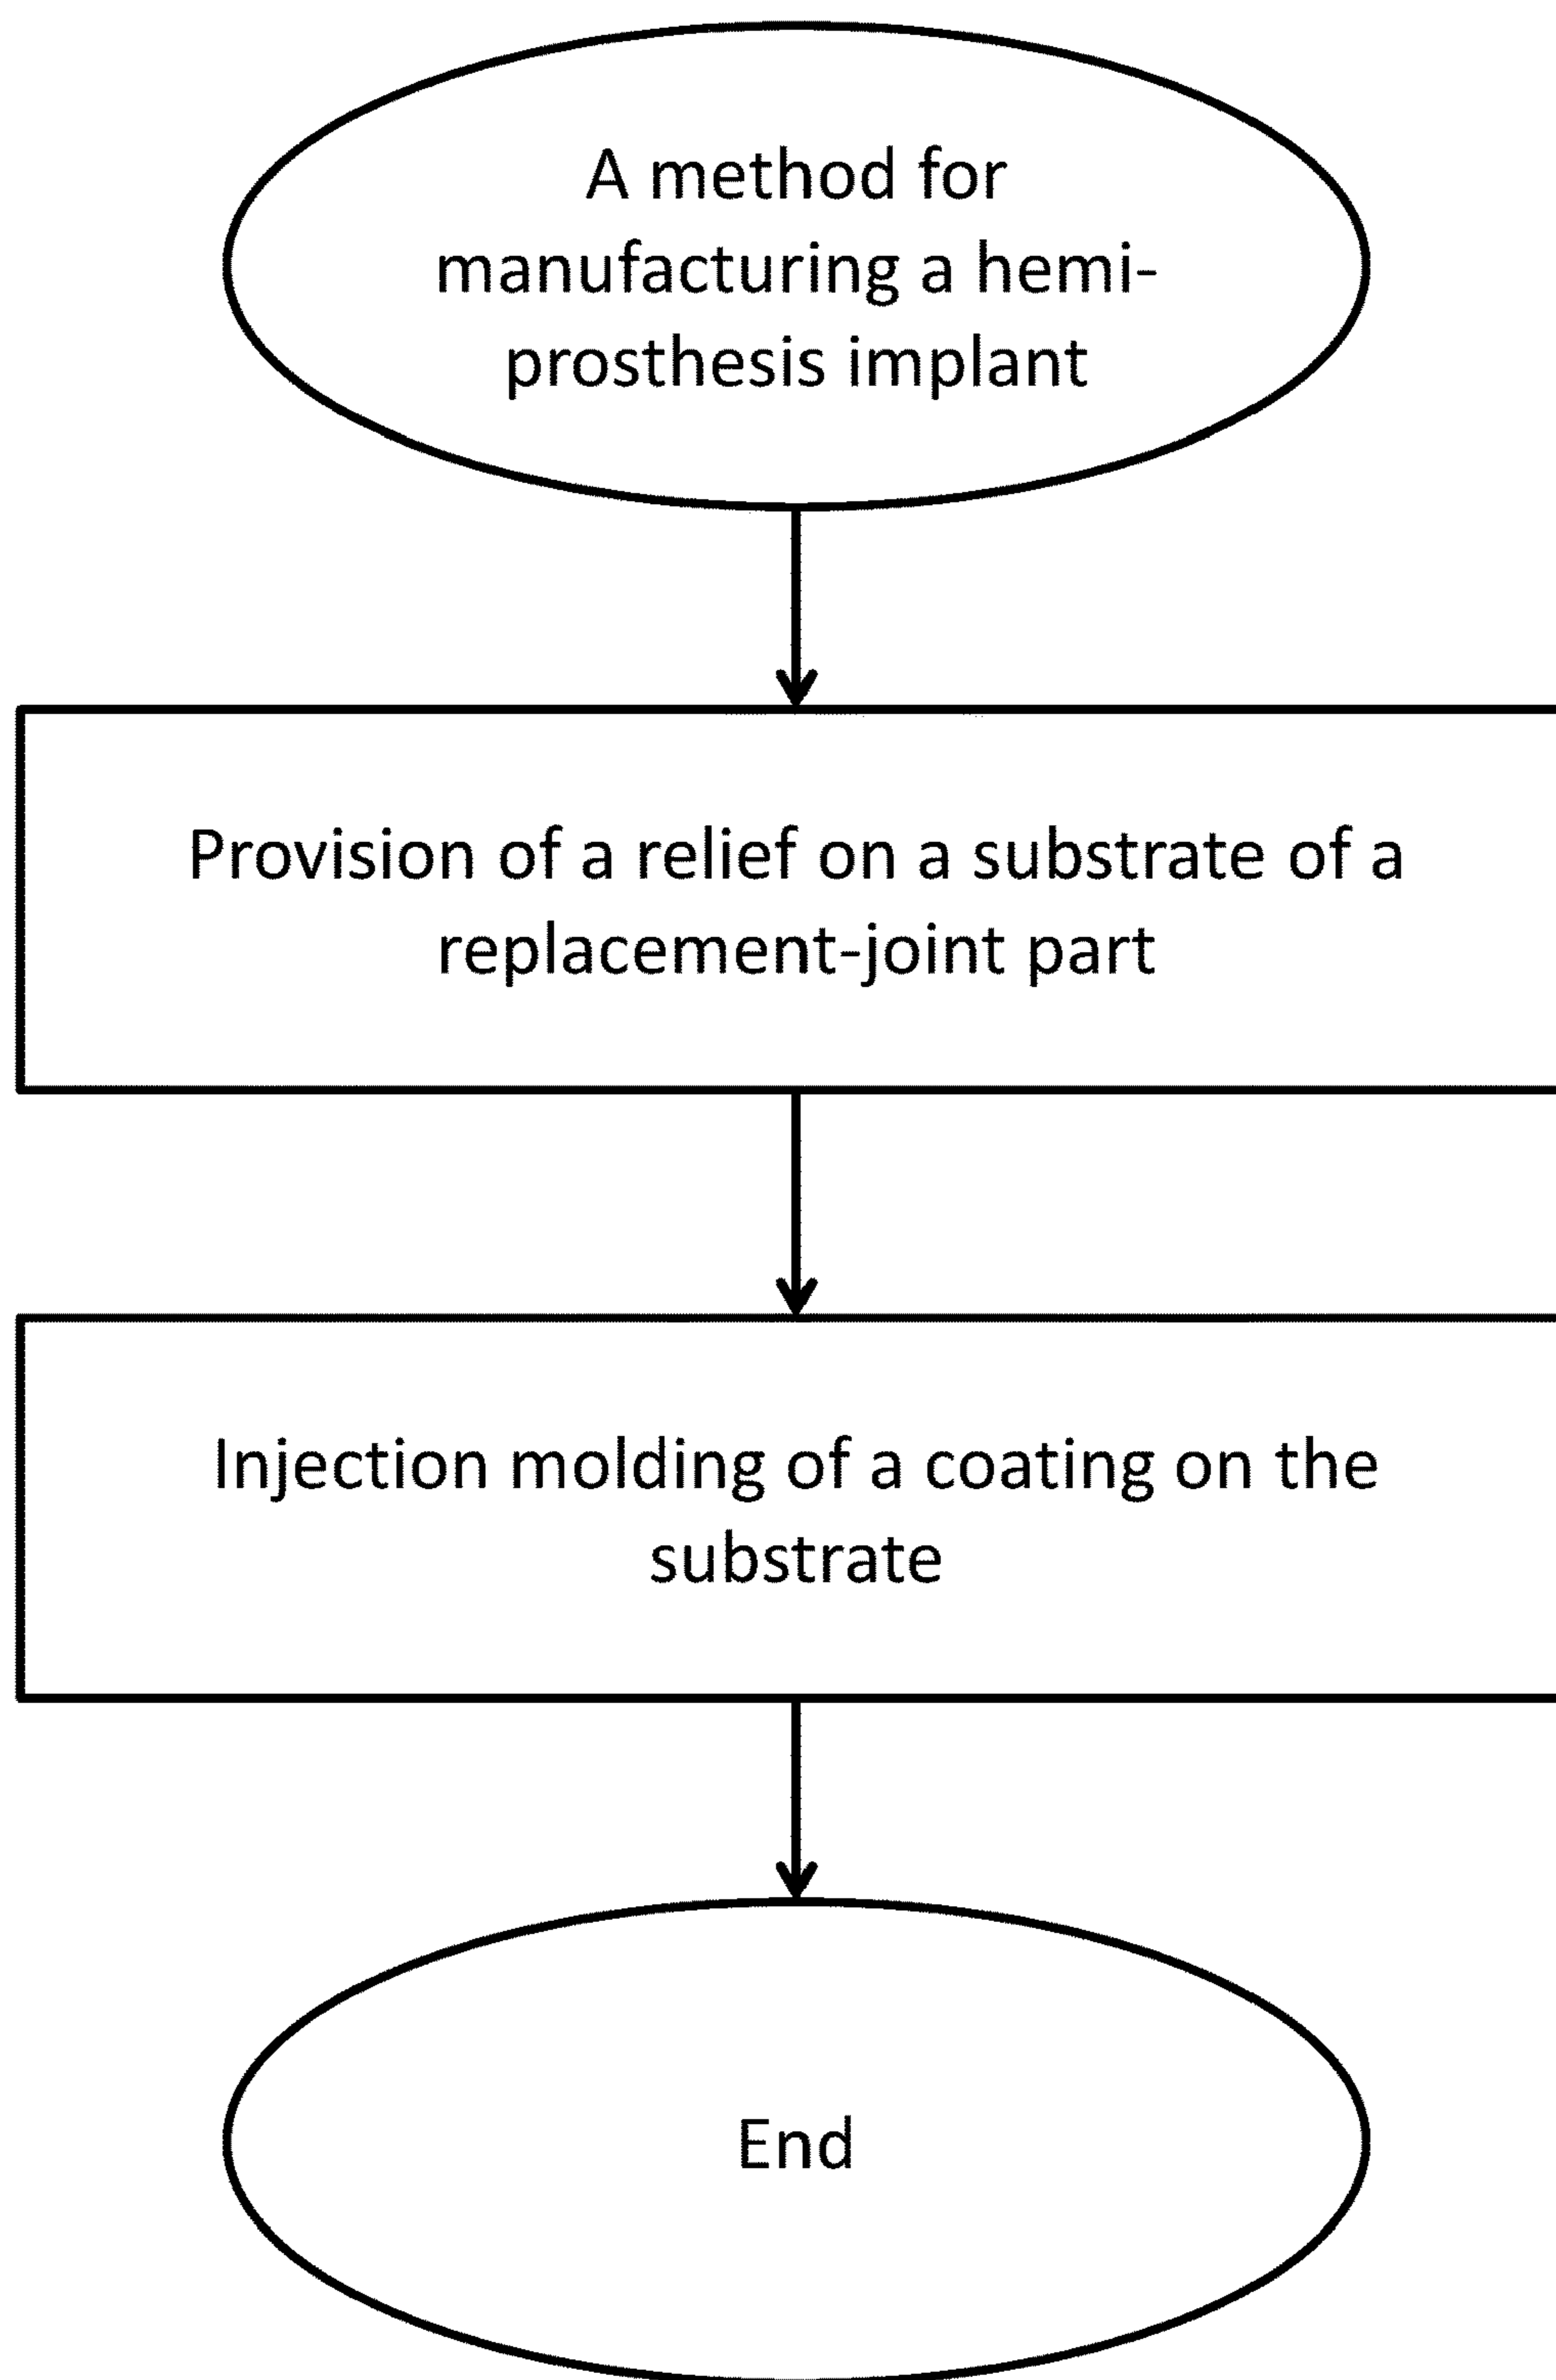 A method for
manufacturing a hemi-
prosthesis implant
Provision of a relief on a substrate of a
replacement-joint part
Injection molding of a coating on the
substrate
End